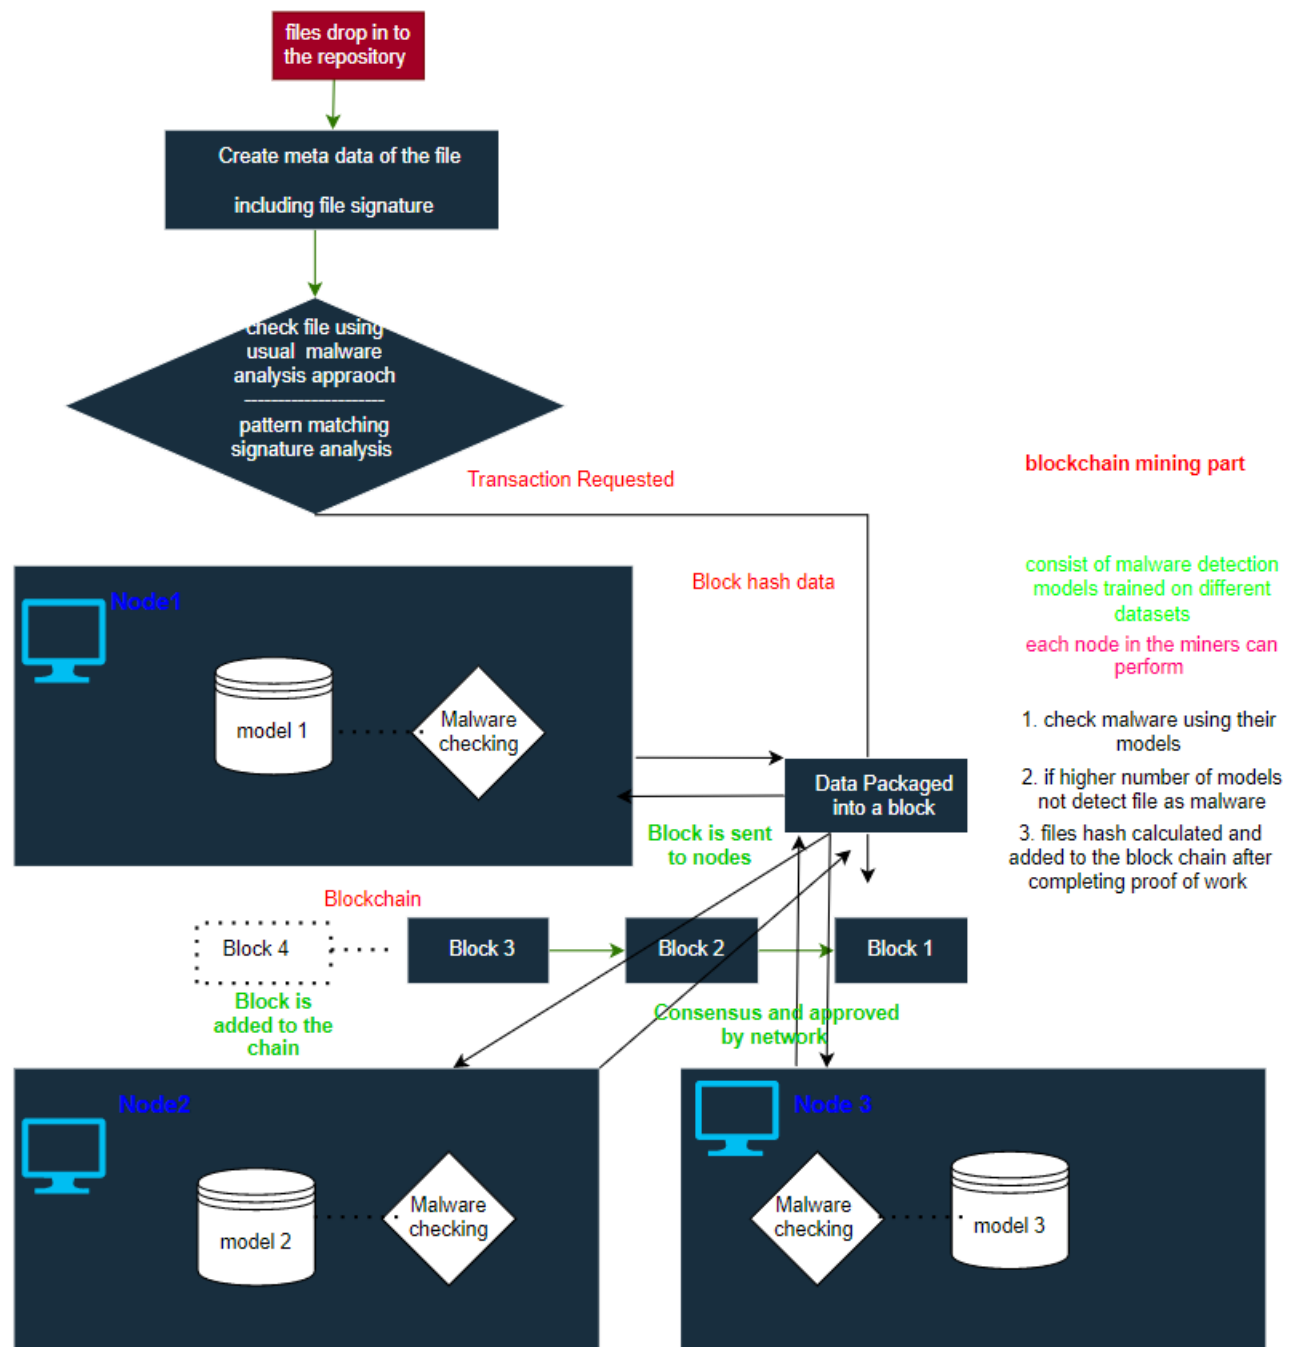 files drop in to
the repository
Create meta data of the file
including file signature
check file using
usual malware
analysis appraoch
---------------------
pattern matching
signature analysis
Transaction Requested
blockchain mining part
Block hash data
consist of malware detection
models trained on different
datasets
each node in the miners can
perform
1. check malware using their
models
2. if higher number of models
not detect file as malware
3. files hash calculated and
added to the block chain after
completing proof of work
Node1
model 1
Malware
checking
Data Packaged
into a block
Block is sent
to nodes
Blockchain
Block 4
Block 3
Block 2
Block 1
Block is
added to the
chain
Consensus and approved
by network
Node2
model 2
Malware
checking
Node 3
Malware
checking
model 3